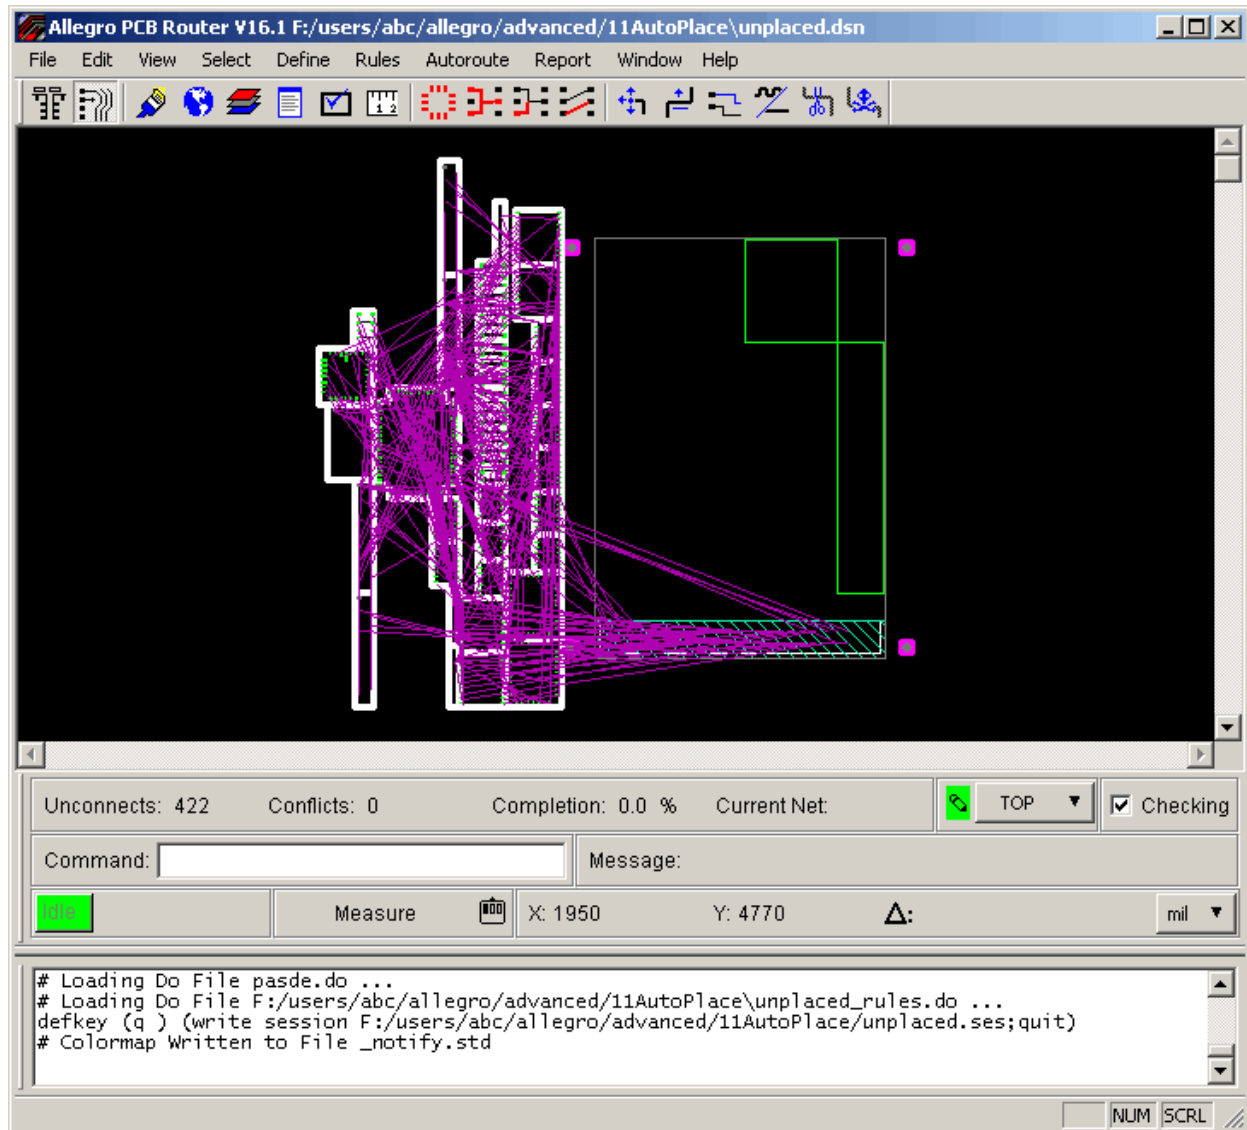 Allegro PCB Router V16.1 F:/users/abc/allegro/advanced/11AutoPlace\unplaced.dsn
File Edit View Select Define Rules Autoroute Report Window Help
Unconnects: 422 Conflicts: 0 Completion: 0.0 % Current Net: TOP Checking
Command: Message:
Idle Measure X: 1950 Y: 4770 Δ: mil
# Loading Do File pasde.do ...
# Loading Do File F:/users/abc/allegro/advanced/11AutoPlace\unplaced_rules.do ...
defkey (q ) (write session F:/users/abc/allegro/advanced/11AutoPlace/unplaced.ses;quit)
# Colormap Written to File _notify.std
NUM SCRL